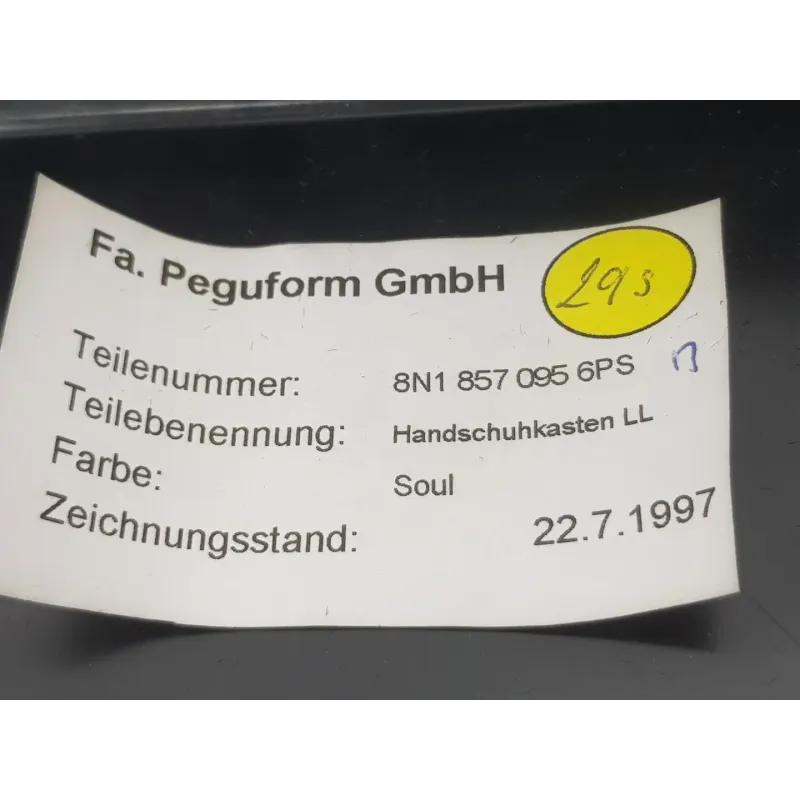 Fa. Peguform GmbH
29s
Teilenummer: 8N1 857 095 6PS
Teilebenennung: Handschuhkasten LL
Farbe: Soul
Zeichnungsstand: 22.7.1997